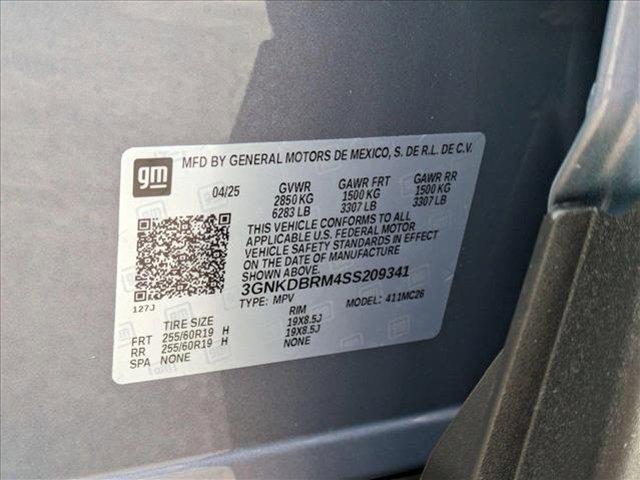 gm
MFD BY GENERAL MOTORS DE MEXICO, S. DE R.L. DE C.V.
04/25 GVWR GAWR FRT GAWR RR
2850 KG 1500 KG 1500 KG
6283 LB 3307 LB 3307 LB
THIS VEHICLE CONFORMS TO ALL
APPLICABLE U.S. FEDERAL MOTOR
VEHICLE SAFETY STANDARDS IN EFFECT
ON THE DATE OF MANUFACTURE SHOWN ABOVE.
3GNKDBRM4SS209341
127J TYPE: MPV MODEL: 411MC26
TIRE SIZE RIM
FRT 255/60R19 H 19X8.5J
RR 255/60R19 H 19X8.5J
SPA NONE NONE